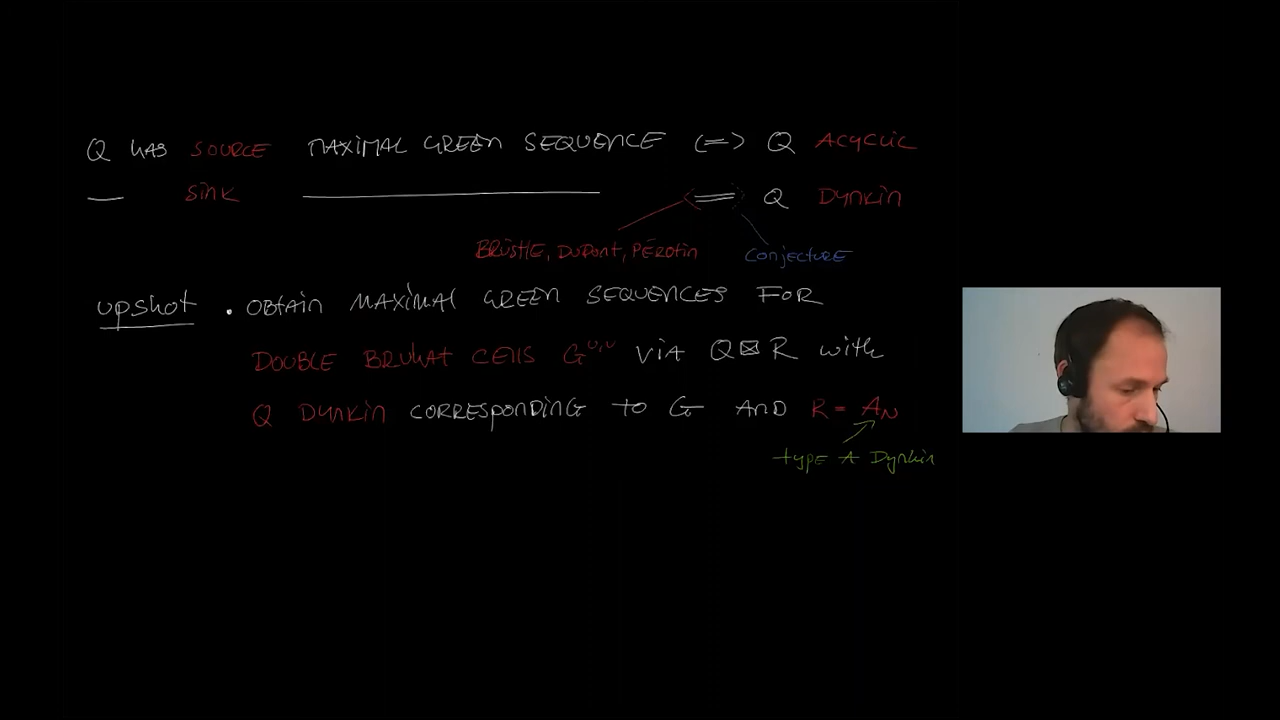 Q HAS SOURCE MAXIMAL GREEN SEQUENCE <=> Q ACYCLIC
— SINK ———— <=> Q DYNKIN
BRÜSTLE, DUPONT, PÉROTIN CONJECTURE
UPSHOT . OBTAIN MAXIMAL GREEN SEQUENCES FOR
DOUBLE BRUHAT CELLS G^{u,v} VIA Q ⊠ R WITH
Q DYNKIN CORRESPONDING TO G AND R = A_N
TYPE A DYNKIN